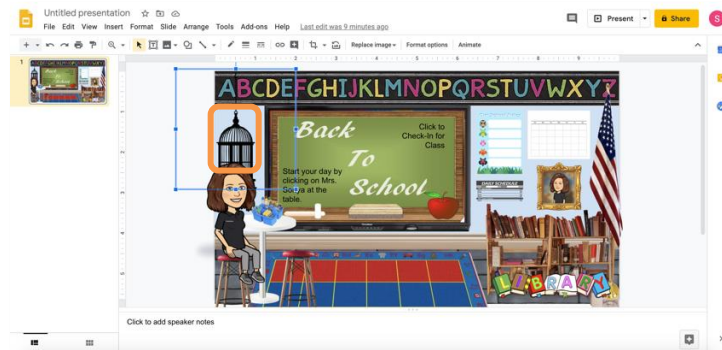 Untitled presentation
File Edit View Insert Format Slide Arrange Tools Add-ons Help Last edit was 9 minutes ago
Present
Share
S
Replace image
Format options
Animate
1
ABCDEFGHIJKLMNOPQRSTUVWXYZ
Back
To
School
Click to
Check-In for
Class
Start your day by
clicking on Mrs.
at the
table.
DAILY SCHEDULE
LIBRARY
Click to add speaker notes